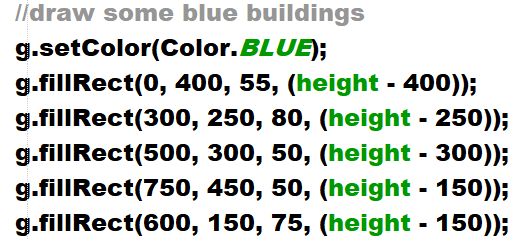 //draw some blue buildings
g.setColor(Color.BLUE);
g.fillRect(0, 400, 55, (height - 400));
g.fillRect(300, 250, 80, (height - 250));
g.fillRect(500, 300, 50, (height - 300));
g.fillRect(750, 450, 50, (height - 150));
g.fillRect(600, 150, 75, (height - 150));